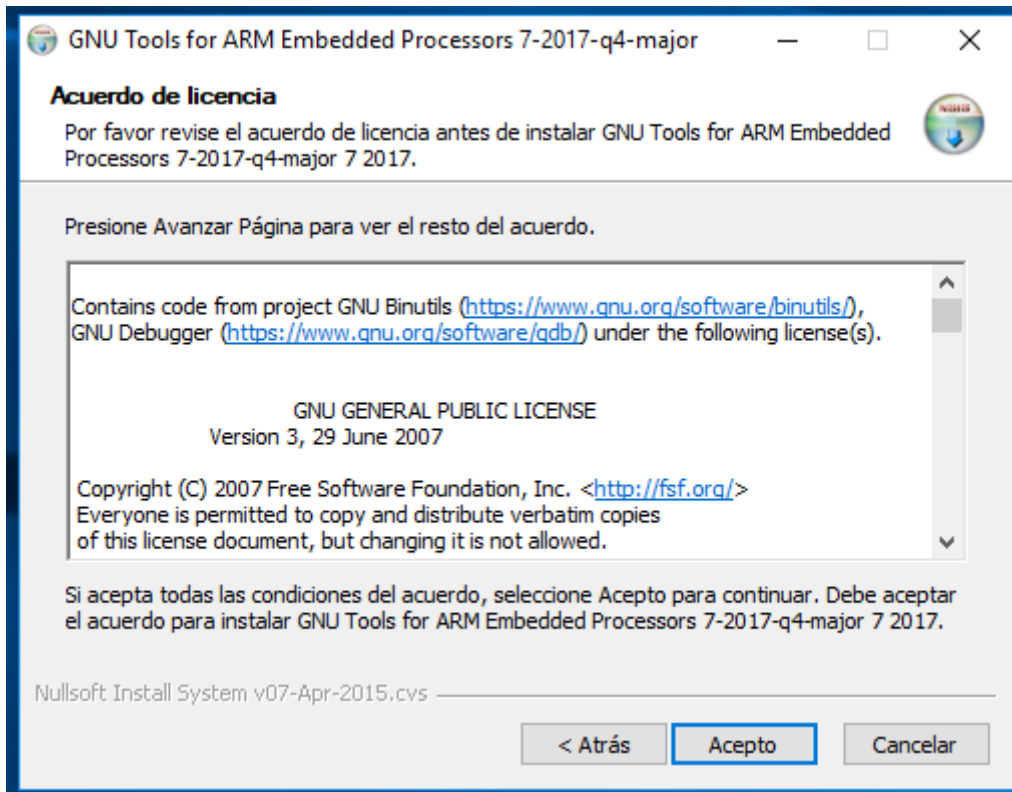 GNU Tools for ARM Embedded Processors 7-2017-q4-major
Acuerdo de licencia
Por favor revise el acuerdo de licencia antes de instalar GNU Tools for ARM Embedded
Processors 7-2017-q4-major 7 2017.
Presione Avanzar Página para ver el resto del acuerdo.
Contains code from project GNU Binutils (https://www.gnu.org/software/binutils/),
GNU Debugger (https://www.gnu.org/software/gdb/) under the following license(s).
GNU GENERAL PUBLIC LICENSE
Version 3, 29 June 2007
Copyright (C) 2007 Free Software Foundation, Inc. <http://fsf.org/>
Everyone is permitted to copy and distribute verbatim copies
of this license document, but changing it is not allowed.
Si acepta todas las condiciones del acuerdo, seleccione Acepto para continuar. Debe aceptar
el acuerdo para instalar GNU Tools for ARM Embedded Processors 7-2017-q4-major 7 2017.
Nullsoft Install System v07-Apr-2015.cvs
< Atrás
Acepto
Cancelar